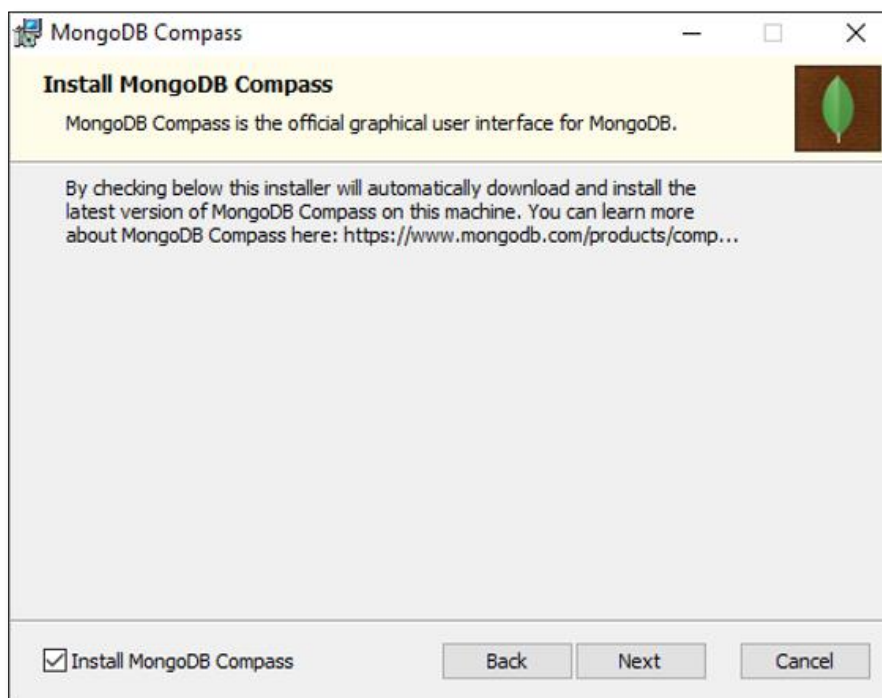 MongoDB Compass
Install MongoDB Compass
MongoDB Compass is the official graphical user interface for MongoDB.
By checking below this installer will automatically download and install the
latest version of MongoDB Compass on this machine. You can learn more
about MongoDB Compass here: https://www.mongodb.com/products/comp...
Install MongoDB Compass
Back
Next
Cancel